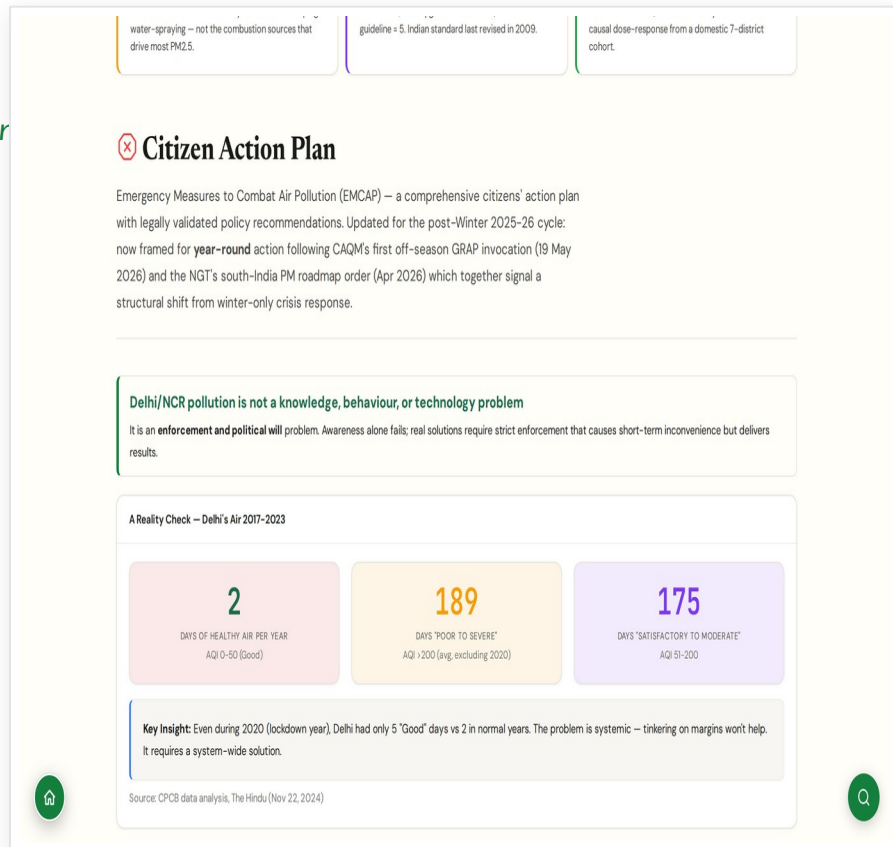 water-spraying — not the combustion sources that
drive most PM2.5.
guideline = 5. Indian standard last revised in 2009.
causal dose-response from a domestic 7-district
cohort.
Citizen Action Plan
Emergency Measures to Combat Air Pollution (EMCAP) — a comprehensive citizens' action plan
with legally validated policy recommendations. Updated for the post-Winter 2025-26 cycle:
now framed for year-round action following CAQM's first off-season GRAP invocation (19 May
2026) and the NGT's south-India PM roadmap order (Apr 2026) which together signal a
structural shift from winter-only crisis response.
Delhi/NCR pollution is not a knowledge, behaviour, or technology problem
It is an enforcement and political will problem. Awareness alone fails; real solutions require strict enforcement that causes short-term inconvenience but delivers
results.
A Reality Check — Delhi's Air 2017-2023
2
DAYS OF HEALTHY AIR PER YEAR
AQI 0-50 (Good)
189
DAYS "POOR TO SEVERE"
AQI >200 (avg, excluding 2020)
175
DAYS "SATISFACTORY TO MODERATE"
AQI 51-200
Key Insight: Even during 2020 (lockdown year), Delhi had only 5 "Good" days vs 2 in normal years. The problem is systemic — tinkering on margins won't help.
It requires a system-wide solution.
Source: CPCB data analysis, The Hindu (Nov 22, 2024)